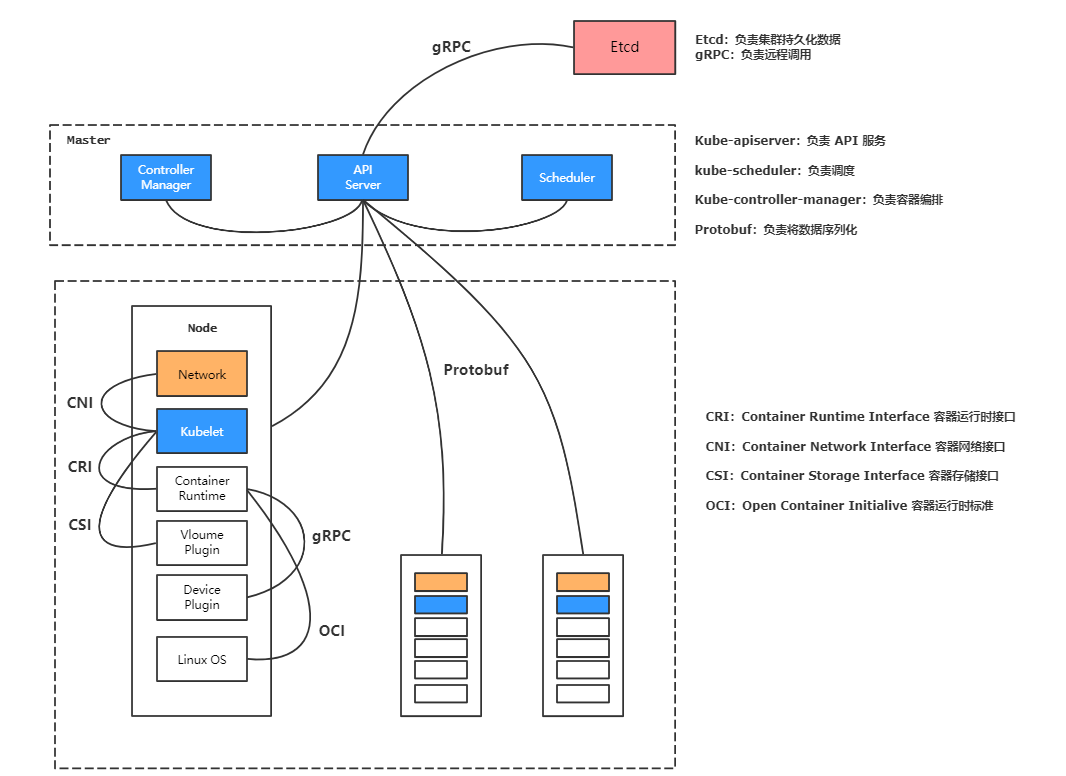 gRPC
Etcd
Etcd：负责集群持久化数据
gRPC：负责远程调用
Master
Controller
Manager
API
Server
Scheduler
Kube-apiserver：负责 API 服务
kube-scheduler：负责调度
Kube-controller-manager：负责容器编排
Protobuf：负责将数据序列化
Node
Network
CNI
Kubelet
CRI
Container
Runtime
CSI
Vloume
Plugin
gRPC
Device
Plugin
OCI
Linux OS
Protobuf
CRI：Container Runtime Interface 容器运行时接口
CNI：Container Network Interface 容器网络接口
CSI：Container Storage Interface 容器存储接口
OCI：Open Container Initialive 容器运行时标准